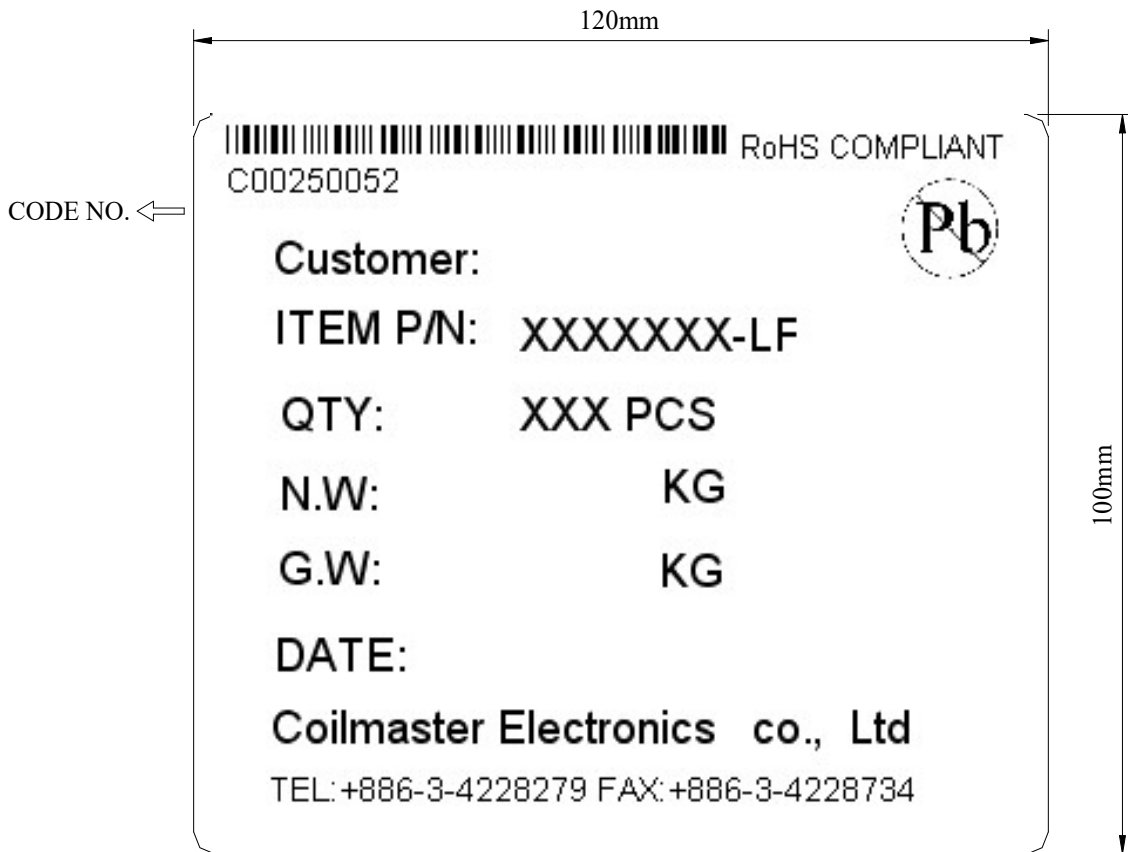 120mm
RoHS COMPLIANT
C00250052
CODE NO.
Pb
Customer:
ITEM P/N: XXXXXXX-LF
QTY: XXX PCS
N.W: KG
100mm
G.W: KG
DATE:
Coilmaster Electronics co., Ltd
TEL:+886-3-4228279 FAX:+886-3-4228734